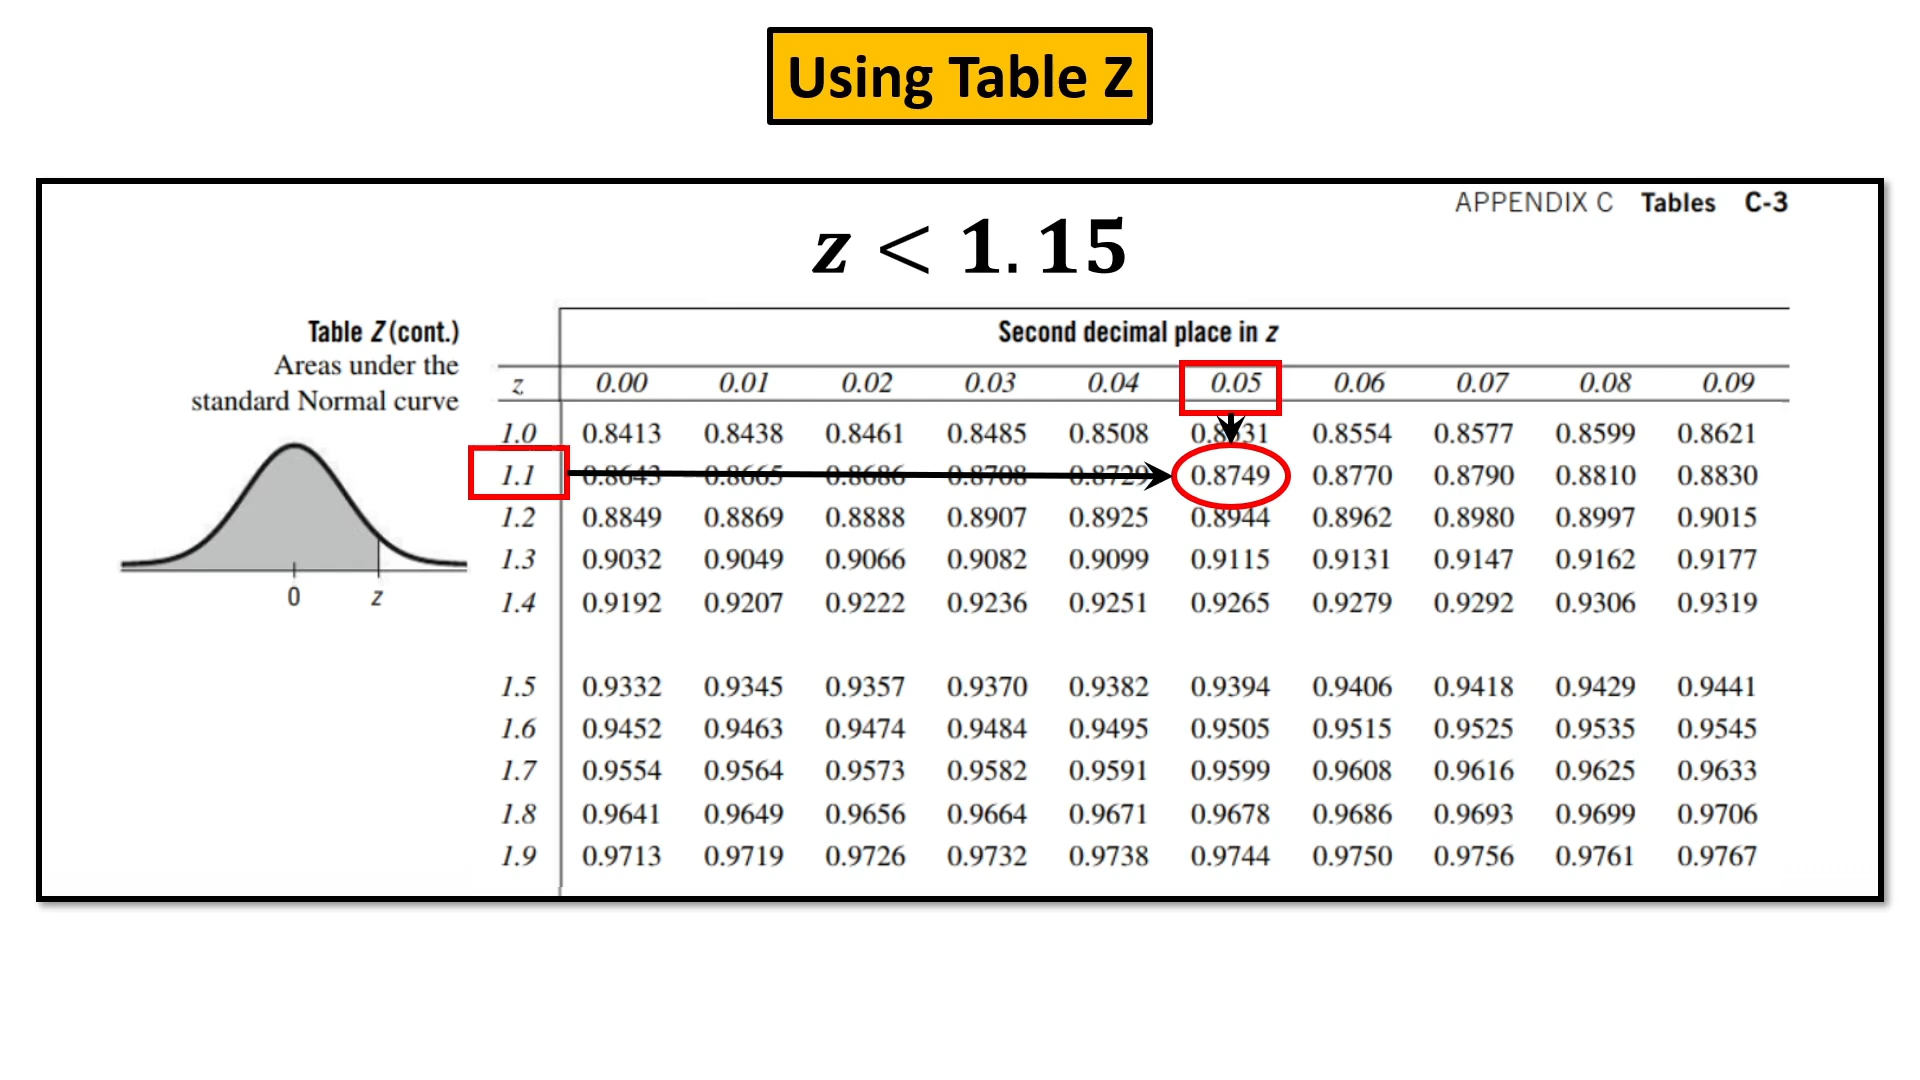 Using Table Z
APPENDIX C Tables C-3
z < 1.15
Table Z (cont.)
Areas under the
standard Normal curve
0 z
Second decimal place in z
z 0.00 0.01 0.02 0.03 0.04 0.05 0.06 0.07 0.08 0.09
1.0 0.8413 0.8438 0.8461 0.8485 0.8508 0.8531 0.8554 0.8577 0.8599 0.8621
1.1 0.8643 0.8665 0.8686 0.8708 0.8729 0.8749 0.8770 0.8790 0.8810 0.8830
1.2 0.8849 0.8869 0.8888 0.8907 0.8925 0.8944 0.8962 0.8980 0.8997 0.9015
1.3 0.9032 0.9049 0.9066 0.9082 0.9099 0.9115 0.9131 0.9147 0.9162 0.9177
1.4 0.9192 0.9207 0.9222 0.9236 0.9251 0.9265 0.9279 0.9292 0.9306 0.9319
1.5 0.9332 0.9345 0.9357 0.9370 0.9382 0.9394 0.9406 0.9418 0.9429 0.9441
1.6 0.9452 0.9463 0.9474 0.9484 0.9495 0.9505 0.9515 0.9525 0.9535 0.9545
1.7 0.9554 0.9564 0.9573 0.9582 0.9591 0.9599 0.9608 0.9616 0.9625 0.9633
1.8 0.9641 0.9649 0.9656 0.9664 0.9671 0.9678 0.9686 0.9693 0.9699 0.9706
1.9 0.9713 0.9719 0.9726 0.9732 0.9738 0.9744 0.9750 0.9756 0.9761 0.9767